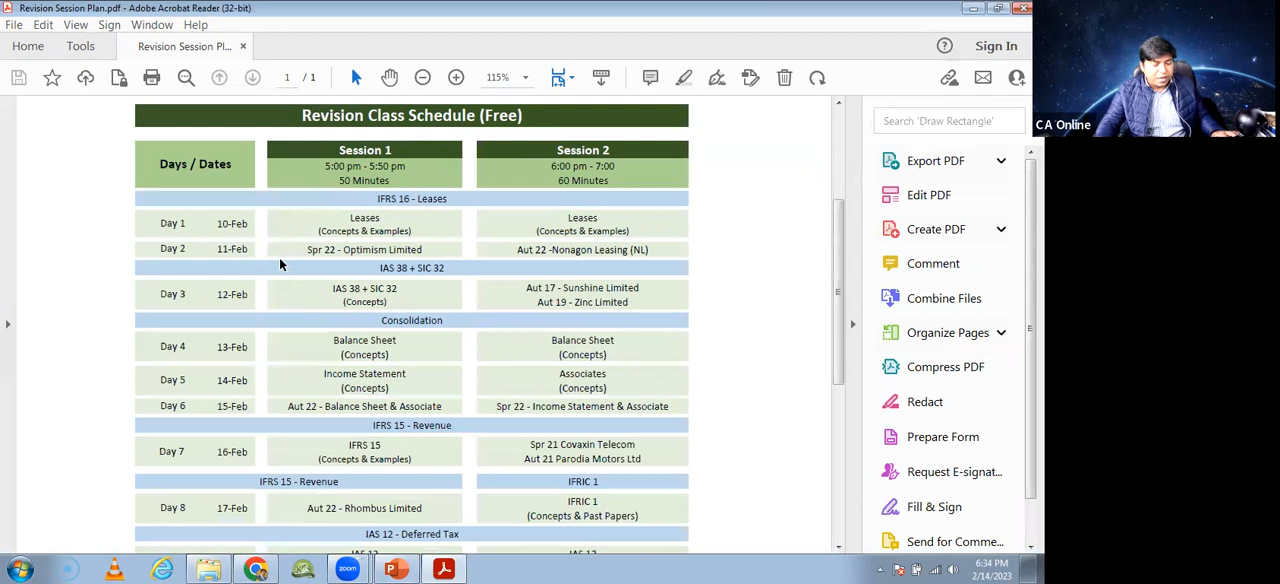 Revision Session Plan.pdf - Adobe Acrobat Reader (32-bit)
File Edit View Sign Window Help
Home Tools Revision Session Pl... × Sign In
1 / 1 115%
C A Online
Search 'Draw Rectangle'
Export PDF
Edit PDF
Create PDF
Comment
Combine Files
Organize Pages
Compress PDF
Redact
Prepare Form
Request E-signat...
Fill & Sign
Send for Comme...
Revision Class Schedule (Free)
Days / Dates Session 1 Session 2
5:00 pm - 5:50 pm 6:00 pm - 7:00
50 Minutes 60 Minutes
IFRS 16 - Leases
Day 1 10-Feb Leases Leases
(Concepts & Examples) (Concepts & Examples)
Day 2 11-Feb Spr 22 - Optimism Limited Aut 22 -Nonagon Leasing (NL)
IAS 38 + SIC 32
Day 3 12-Feb IAS 38 + SIC 32 Aut 17 - Sunshine Limited
(Concepts) Aut 19 - Zinc Limited
Consolidation
Day 4 13-Feb Balance Sheet Balance Sheet
(Concepts) (Concepts)
Day 5 14-Feb Income Statement Associates
(Concepts) (Concepts)
Day 6 15-Feb Aut 22 - Balance Sheet & Associate Spr 22 - Income Statement & Associate
IFRS 15 - Revenue
Day 7 16-Feb IFRS 15 Spr 21 Covaxin Telecom
(Concepts & Examples) Aut 21 Parodia Motors Ltd
IFRS 15 - Revenue IFRIC 1
Day 8 17-Feb Aut 22 - Rhombus Limited IFRIC 1
(Concepts & Past Papers)
IAS 12 - Deferred Tax
zoom
6:34 PM
2/14/2023